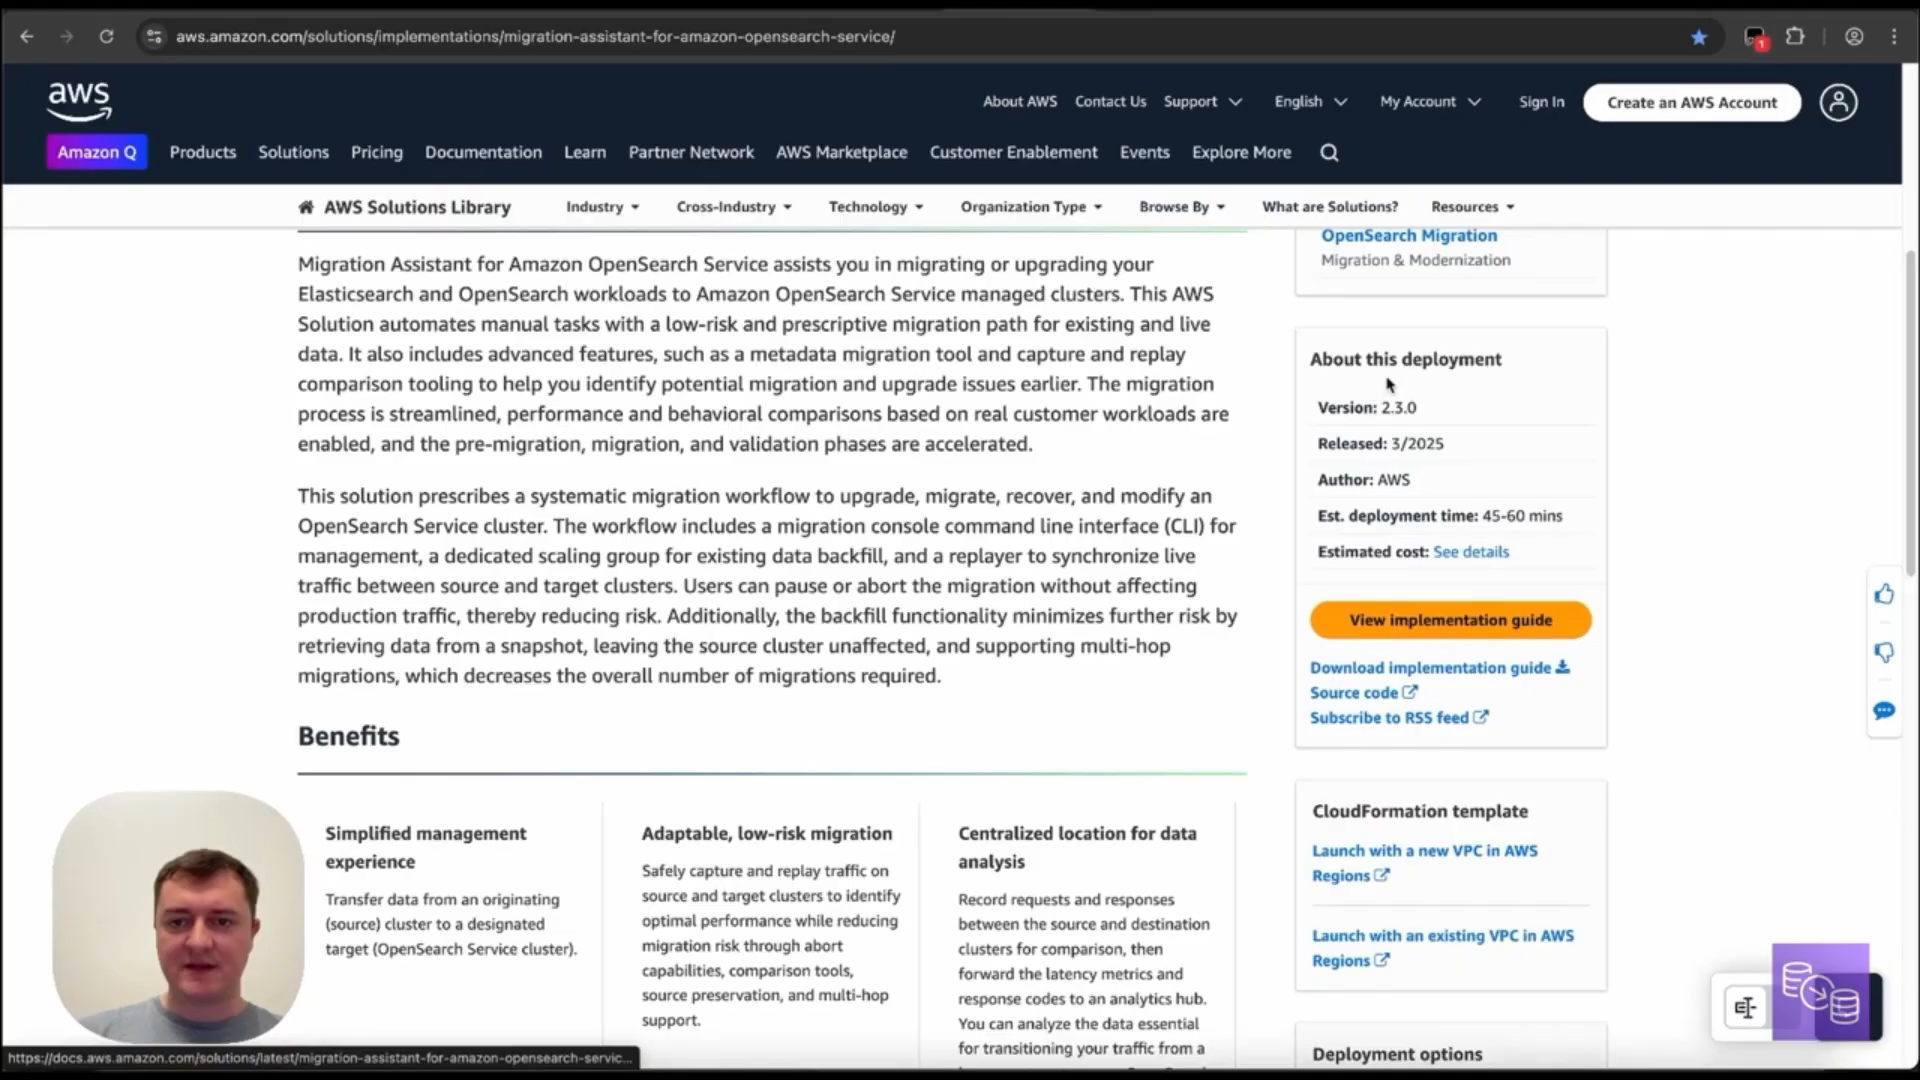 aws.amazon.com/solutions/implementations/migration-assistant-for-amazon-opensearch-service/
1
aws
About AWS
Contact Us
Support
English
My Account
Sign In
Create an AWS Account
Amazon Q
Products
Solutions
Pricing
Documentation
Learn
Partner Network
AWS Marketplace
Customer Enablement
Events
Explore More
AWS Solutions Library
Industry
Cross-Industry
Technology
Organization Type
Browse By
What are Solutions?
Resources
Migration Assistant for Amazon OpenSearch Service assists you in migrating or upgrading your
Elasticsearch and OpenSearch workloads to Amazon OpenSearch Service managed clusters. This AWS
Solution automates manual tasks with a low-risk and prescriptive migration path for existing and live
data. It also includes advanced features, such as a metadata migration tool and capture and replay
comparison tooling to help you identify potential migration and upgrade issues earlier. The migration
process is streamlined, performance and behavioral comparisons based on real customer workloads are
enabled, and the pre-migration, migration, and validation phases are accelerated.
This solution prescribes a systematic migration workflow to upgrade, migrate, recover, and modify an
OpenSearch Service cluster. The workflow includes a migration console command line interface (CLI) for
management, a dedicated scaling group for existing data backfill, and a replayer to synchronize live
traffic between source and target clusters. Users can pause or abort the migration without affecting
production traffic, thereby reducing risk. Additionally, the backfill functionality minimizes further risk by
retrieving data from a snapshot, leaving the source cluster unaffected, and supporting multi-hop
migrations, which decreases the overall number of migrations required.
Benefits
Simplified management
experience
Transfer data from an originating
(source) cluster to a designated
target (OpenSearch Service cluster).
Adaptable, low-risk migration
Safely capture and replay traffic on
source and target clusters to identify
optimal performance while reducing
migration risk through abort
capabilities, comparison tools,
source preservation, and multi-hop
support.
Centralized location for data
analysis
Record requests and responses
between the source and destination
clusters for comparison, then
forward the latency metrics and
response codes to an analytics hub.
You can analyze the data essential
for transitioning your traffic from a
OpenSearch Migration
Migration & Modernization
About this deployment
Version: 2.3.0
Released: 3/2025
Author: AWS
Est. deployment time: 45-60 mins
Estimated cost: See details
View implementation guide
Download implementation guide
Source code
Subscribe to RSS feed
CloudFormation template
Launch with a new VPC in AWS
Regions
Launch with an existing VPC in AWS
Regions
Deployment options
https://docs.aws.amazon.com/solutions/latest/migration-assistant-for-amazon-opensearch-servic...